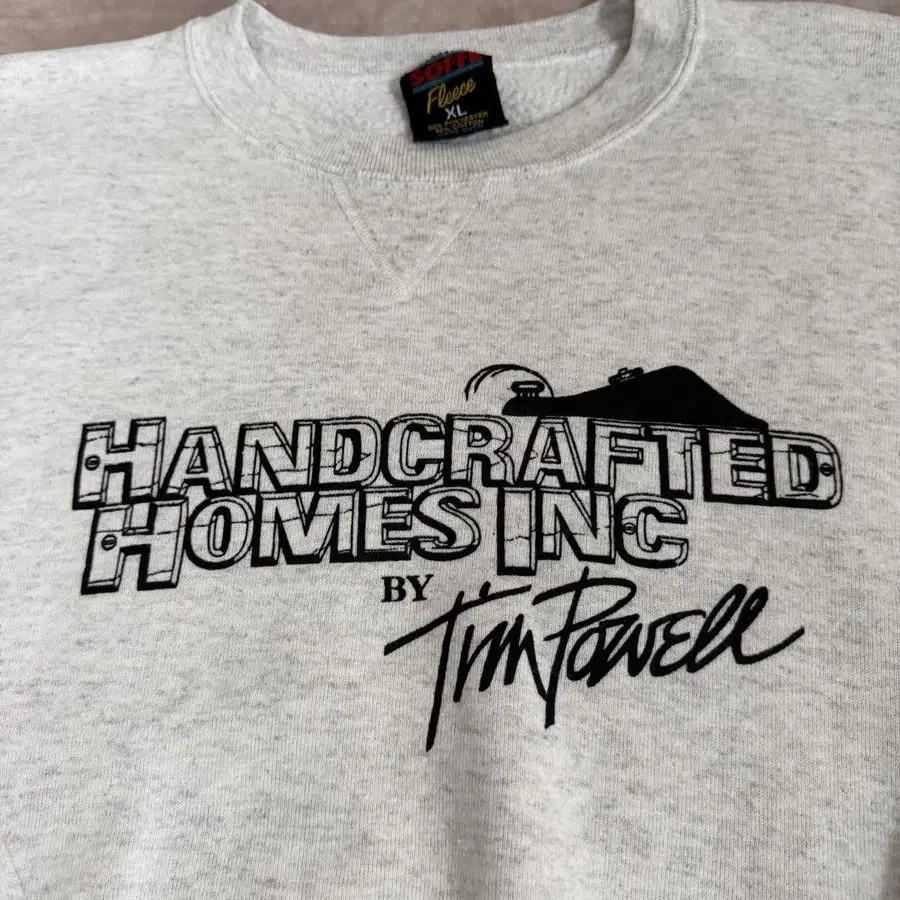 SOFFE
Fleece
XL
HANDCRAFTED
HOMES INC
BY
Tim Powell